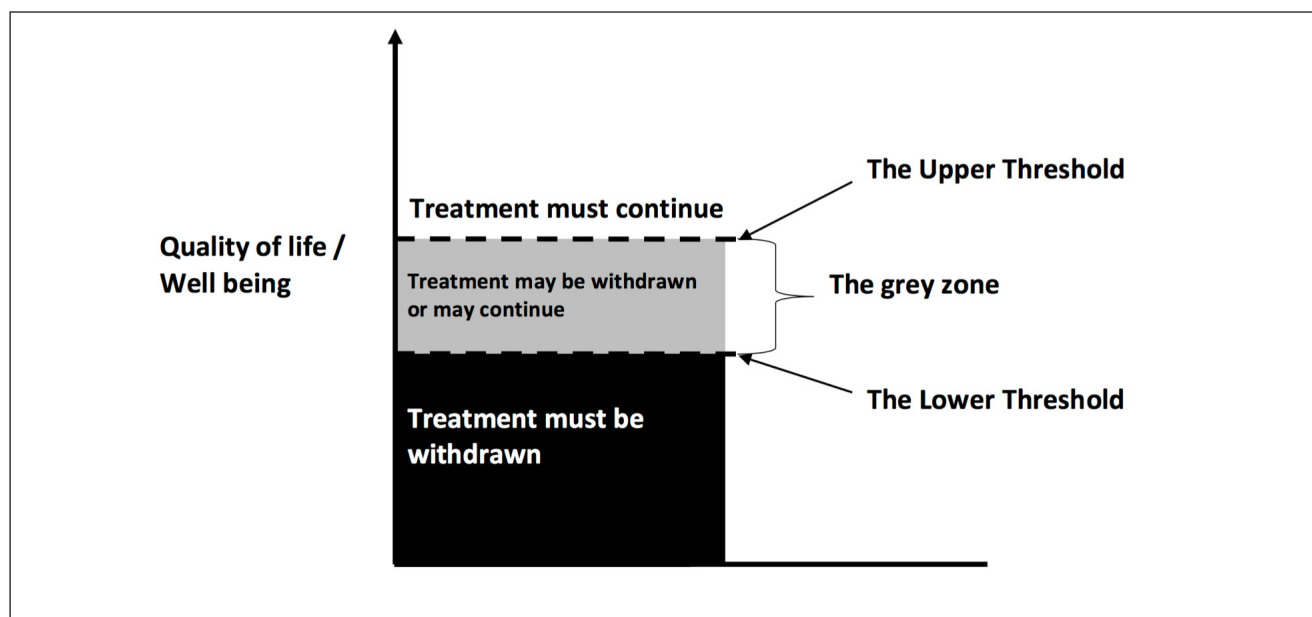 The Upper Threshold
Treatment must continue
Quality of life /
Well being
Treatment may be withdrawn
or may continue
The grey zone
The Lower Threshold
Treatment must be
withdrawn